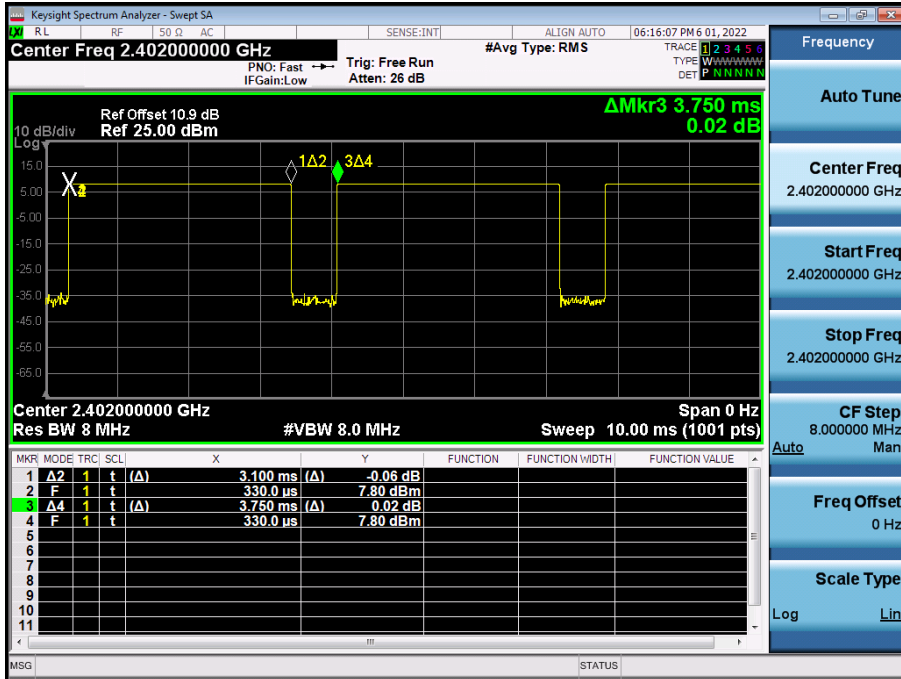 Keysight Spectrum Analyzer - Swept SA
LXI RL RF 50 Ω AC SENSE:INT ALIGN AUTO 06:16:07 PM 6 01, 2022
Center Freq 2.402000000 GHz #Avg Type: RMS TRACE 1 2 3 4 5 6
PNO: Fast Trig: Free Run TYPE WWWWWW
IFGain:Low Atten: 26 dB DET P N N N N N
Ref Offset 10.9 dB ΔMkr3 3.750 ms
10 dB/div Ref 25.00 dBm 0.02 dB
Log
1Δ2 3Δ4
15.0
5.00
-5.00
-15.0
-25.0
-35.0
-45.0
-55.0
-65.0
Center 2.402000000 GHz Span 0 Hz
Res BW 8 MHz #VBW 8.0 MHz Sweep 10.00 ms (1001 pts)
MKR MODE TRC SCL X Y FUNCTION FUNCTION WIDTH FUNCTION VALUE
1 Δ2 1 t (Δ) 3.100 ms (Δ) -0.06 dB
2 F 1 t 330.0 µs 7.80 dBm
3 Δ4 1 t (Δ) 3.750 ms (Δ) 0.02 dB
4 F 1 t 330.0 µs 7.80 dBm
5
6
7
8
9
10
11
MSG STATUS
Frequency
Auto Tune
Center Freq
2.402000000 GHz
Start Freq
2.402000000 GHz
Stop Freq
2.402000000 GHz
CF Step
8.000000 MHz
Auto Man
Freq Offset
0 Hz
Scale Type
Log Lin